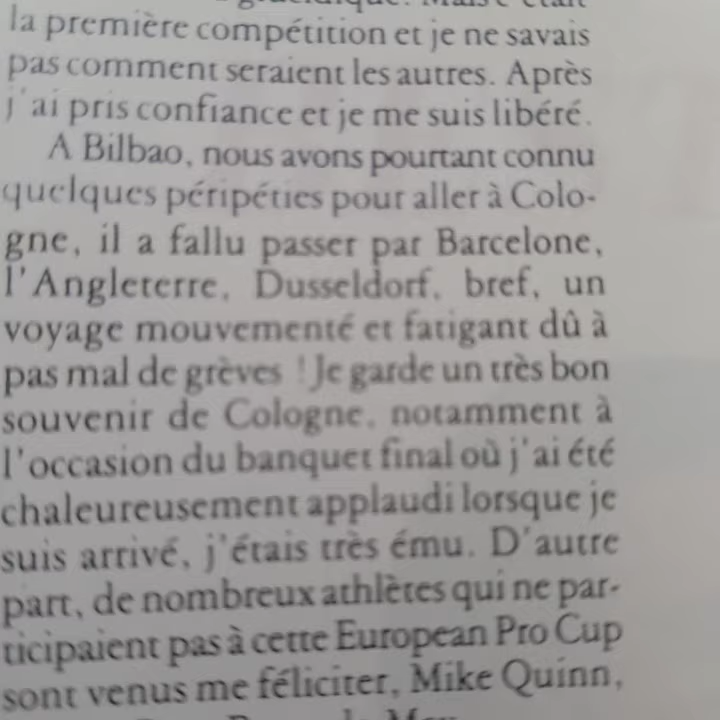 la première compétition et je ne savais
pas comment seraient les autres. Après
j'ai pris confiance et je me suis libéré.
A Bilbao, nous avons pourtant connu
quelques péripéties pour aller à Colo-
gne, il a fallu passer par Barcelone,
l'Angleterre, Dusseldorf, bref, un
voyage mouvementé et fatigant dû à
pas mal de grèves ! Je garde un très bon
souvenir de Cologne, notamment à
l'occasion du banquet final où j'ai été
chaleureusement applaudi lorsque je
suis arrivé, j'étais très ému. D'autre
part, de nombreux athlètes qui ne par-
ticipaient pas à cette European Pro Cup
sont venus me féliciter, Mike Quinn,